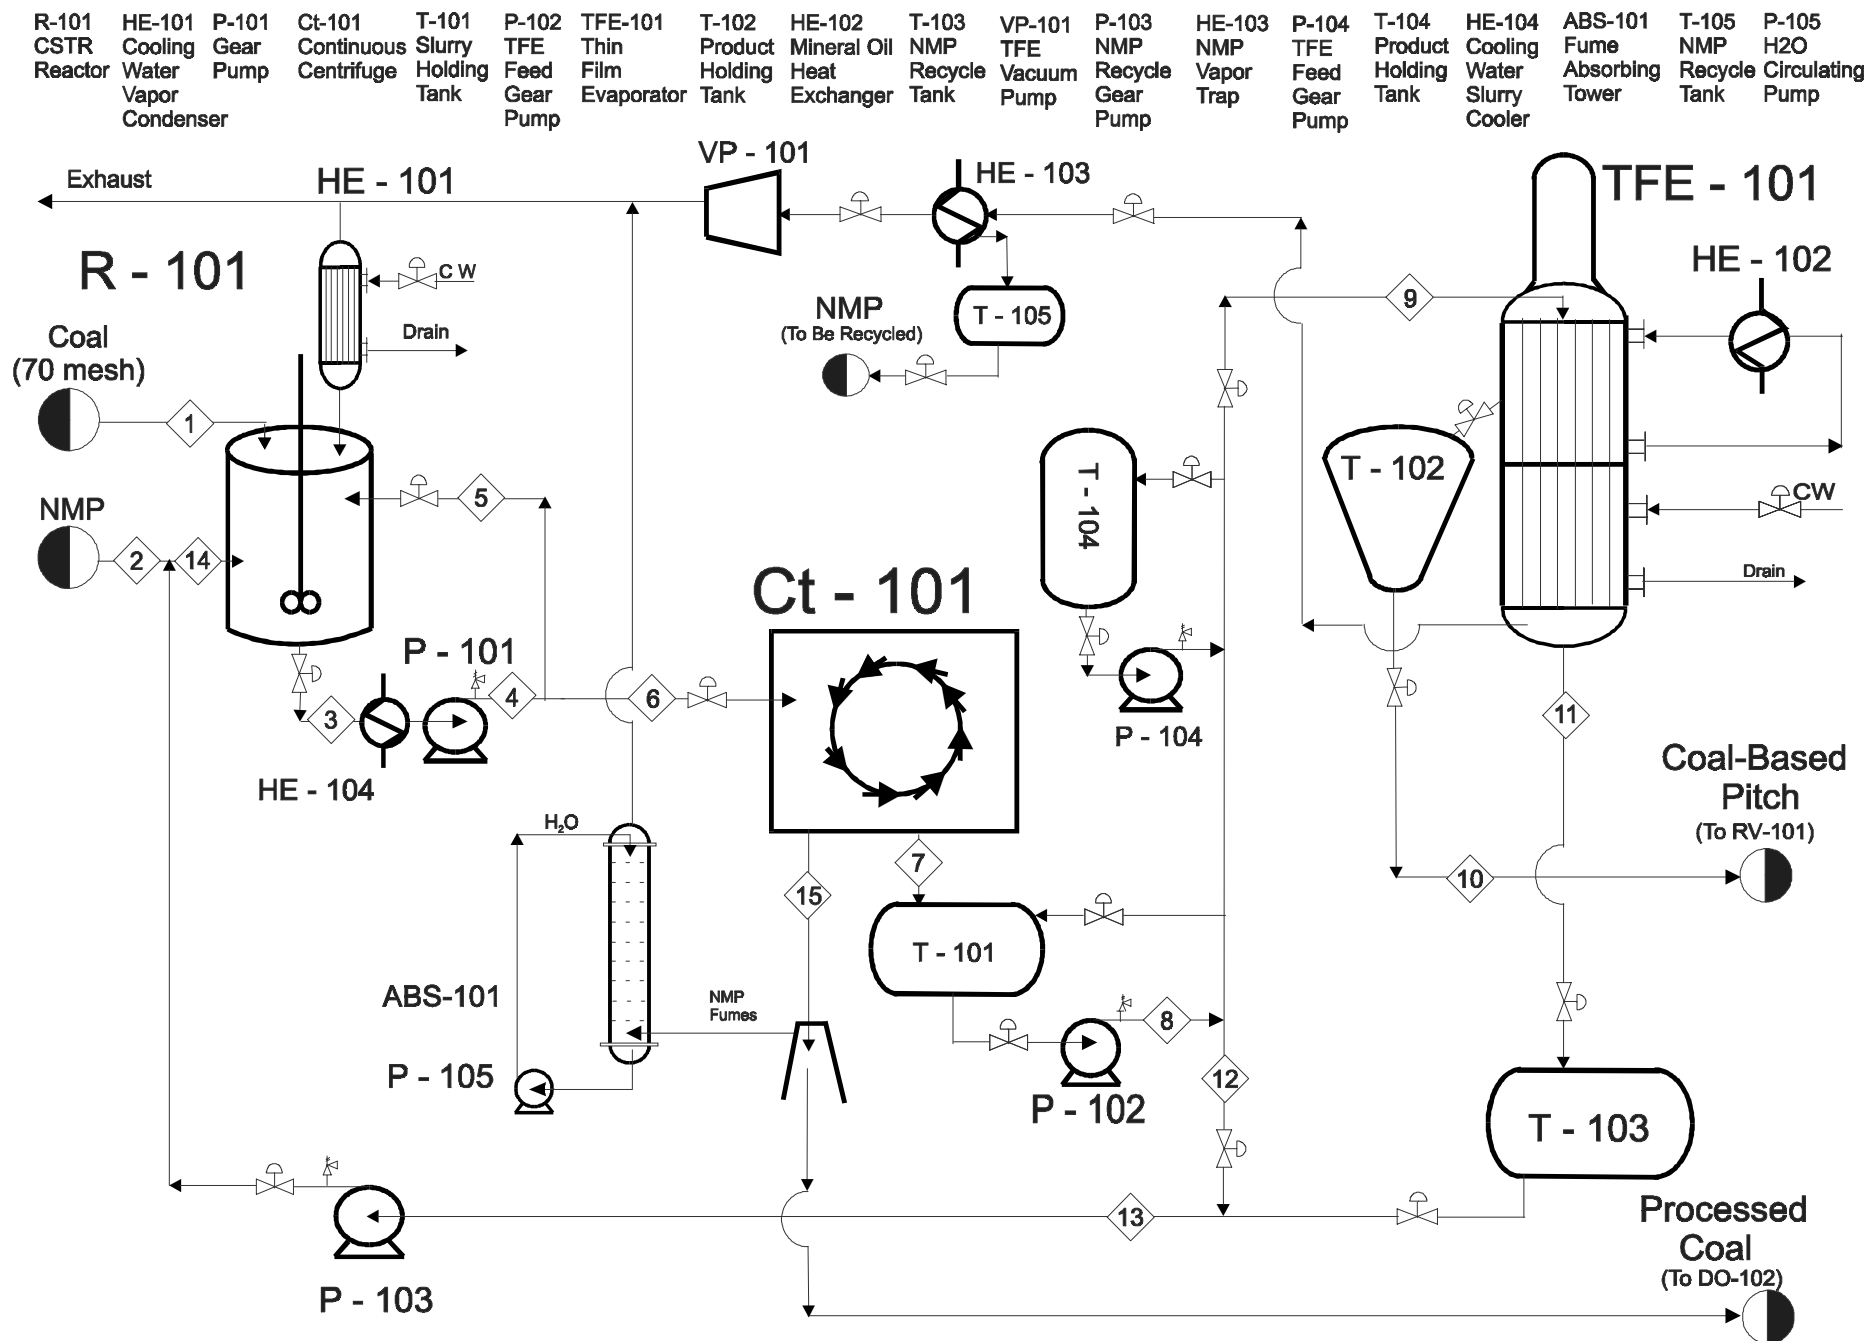 R-101
CSTR
Reactor
HE-101
Cooling
Water
Vapor
Condenser
P-101
Gear
Pump
Ct-101
Continuous
Centrifuge
T-101
Slurry
Holding
Tank
P-102
TFE
Feed
Gear
Pump
TFE-101
Thin
Film
Evaporator
T-102
Product
Holding
Tank
HE-102
Mineral Oil
Heat
Exchanger
T-103
NMP
Recycle
Tank
VP-101
TFE
Vacuum
Pump
P-103
NMP
Recycle
Gear
Pump
HE-103
NMP
Vapor
Trap
P-104
TFE
Feed
Gear
Pump
T-104
Product
Holding
Tank
HE-104
Cooling
Water
Slurry
Cooler
ABS-101
Fume
Absorbing
Tower
T-105
NMP
Recycle
Tank
P-105
H2O
Circulating
Pump
Exhaust
HE - 101
VP - 101
HE - 103
TFE - 101
R - 101
C W
Drain
HE - 102
NMP
(To Be Recycled)
T - 105
9
Coal
(70 mesh)
1
T - 102
T - 104
5
CW
NMP
2
14
Drain
Ct - 101
P - 101
4
6
3
HE - 104
P - 104
11
Coal-Based
Pitch
(To RV-101)
H2O
7
10
15
T - 101
ABS-101
NMP
Fumes
8
P - 105
12
P - 102
T - 103
13
Processed
Coal
(To DO-102)
P - 103